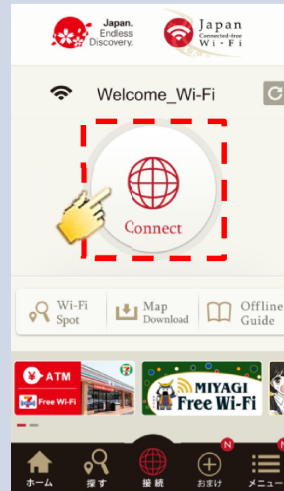 Japan.
Endless
Discovery.
Japan
Connected-free
Wi-Fi
Welcome_Wi-Fi
Connect
Wi-Fi
Spot
Map
Download
Offline
Guide
¥ ATM
7
Free Wi-Fi
MIYAGI
Free Wi-Fi
N
N
ホーム
探す
接続
おまけ
メニュー